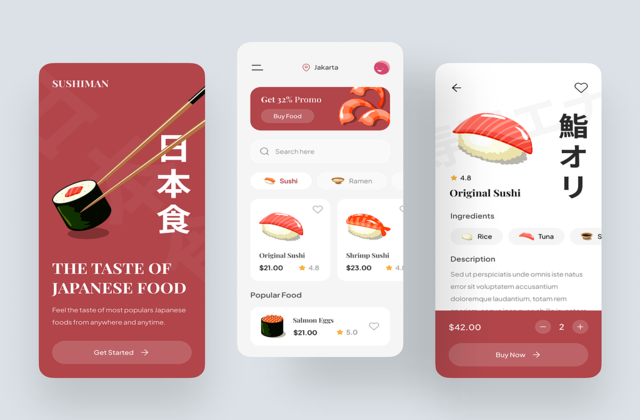 SUSHIMAN
日本食
THE TASTE OF
JAPANESE FOOD
Feel the taste of most populars Japanese
foods from anywhere and anytime.
Get Started
Jakarta
Get 32% Promo
Buy Food
Search here
Sushi
Ramen
Original Sushi
$21.00
4.8
Shrimp Sushi
$23.00
4.8
Popular Food
Salmon Eggs
$21.00
5.0
鮨オリ
4.8
Original Sushi
Ingredients
Rice
Tuna
S
Description
Sed ut perspiciatis unde omnis iste natus
error sit voluptatem accusantium
doloremque laudantium, totam rem
$42.00
2
Buy Now